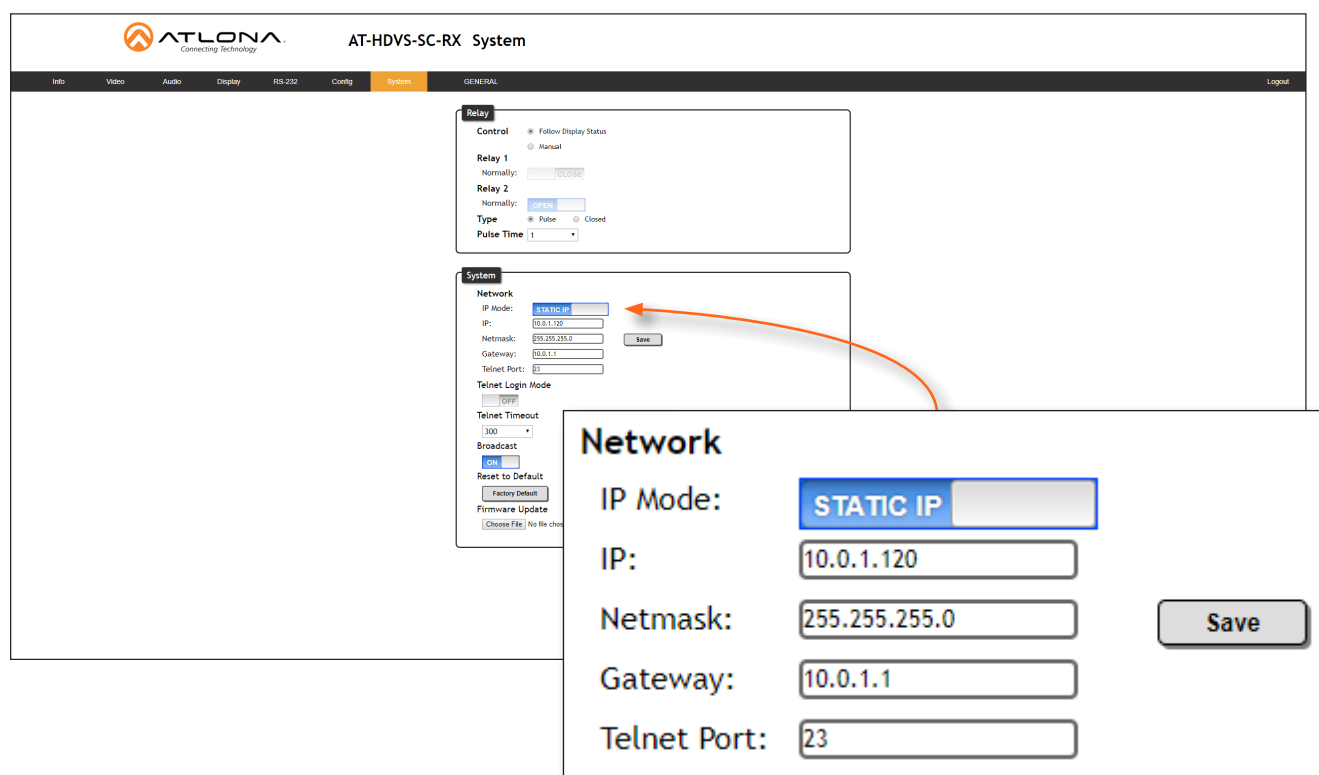 ATLONA.
Connecting Technology
AT-HDVS-SC-RX System
Info Video Audio Display RS-232 Config System GENERAL Logout
Relay
Control Follow Display Status
Manual
Relay 1
Normally: CLOSE
Relay 2
Normally: OPEN
Type Pulse Closed
Pulse Time 1
System
Network
IP Mode: STATIC IP
IP: 10.0.1.120
Netmask: 255.255.255.0 Save
Gateway: 10.0.1.1
Telnet Port: 23
Telnet Login Mode
OFF
Telnet Timeout
300
Broadcast
ON
Reset to Default
Factory Default
Firmware Update
Choose File No file chos
Network
IP Mode: STATIC IP
IP: 10.0.1.120
Netmask: 255.255.255.0 Save
Gateway: 10.0.1.1
Telnet Port: 23